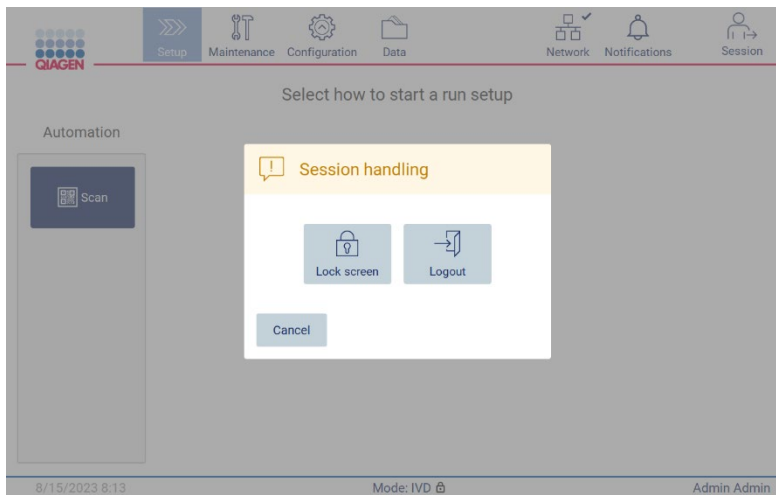 QIAGEN
Setup
Maintenance
Configuration
Data
Network
Notifications
Session
Select how to start a run setup
Automation
Scan
Session handling
Lock screen
Logout
Cancel
8/15/2023 8:13
Mode: IVD
Admin Admin